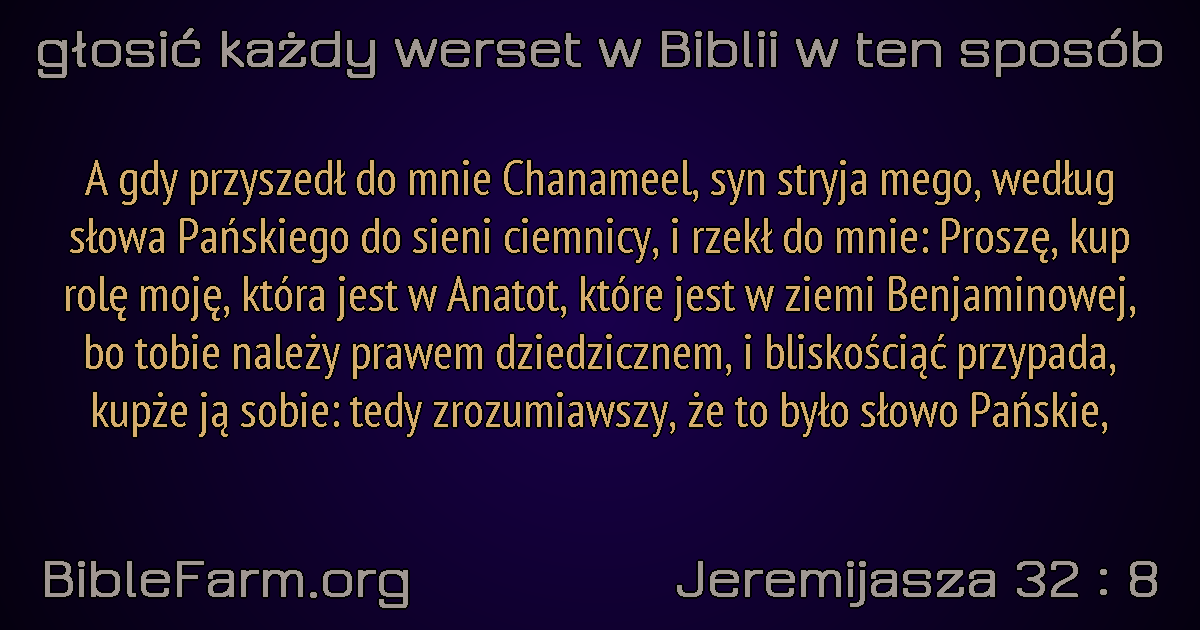 głosić każdy werset w Biblii w ten sposób
A gdy przyszedł do mnie Chanameel, syn stryja mego, według
słowa Pańskiego do sieni ciemnicy, i rzekł do mnie: Proszę, kup
rolę moję, która jest w Anatot, które jest w ziemi Benjaminowej,
bo tobie należy prawem dziedzicznem, i bliskościąć przypada,
kupże ją sobie: tedy zrozumiawszy, że to było słowo Pańskie,
BibleFarm.org
Jeremijasza 32 : 8